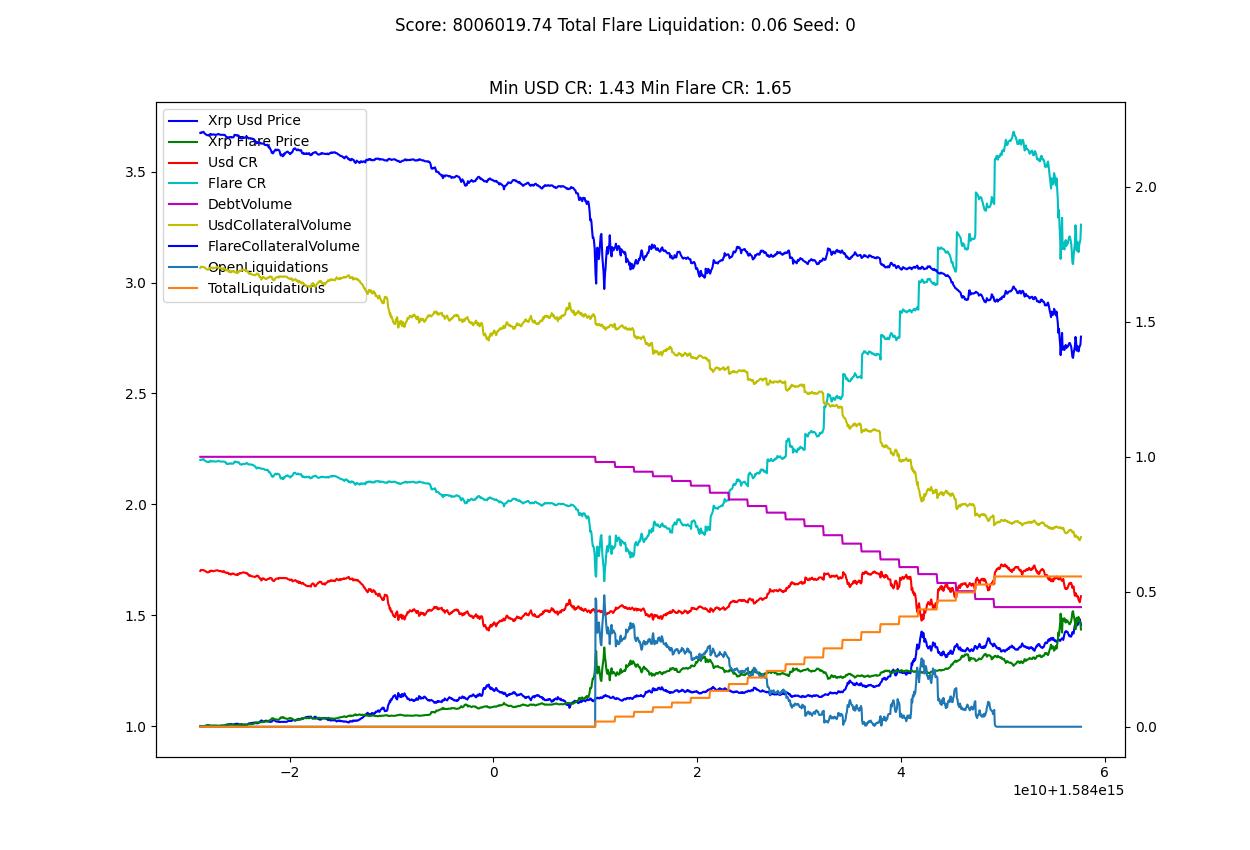 Score: 8006019.74 Total Flare Liquidation: 0.06 Seed: 0
Min USD CR: 1.43 Min Flare CR: 1.65
Xrp Usd Price
Xrp Flare Price
Usd CR
Flare CR
DebtVolume
UsdCollateralVolume
FlareCollateralVolume
OpenLiquidations
TotalLiquidations
3.5
3.0
2.5
2.0
1.5
1.0
2.0
1.5
1.0
0.5
0.0
−2
0
2
4
6
1e10+1.584e15